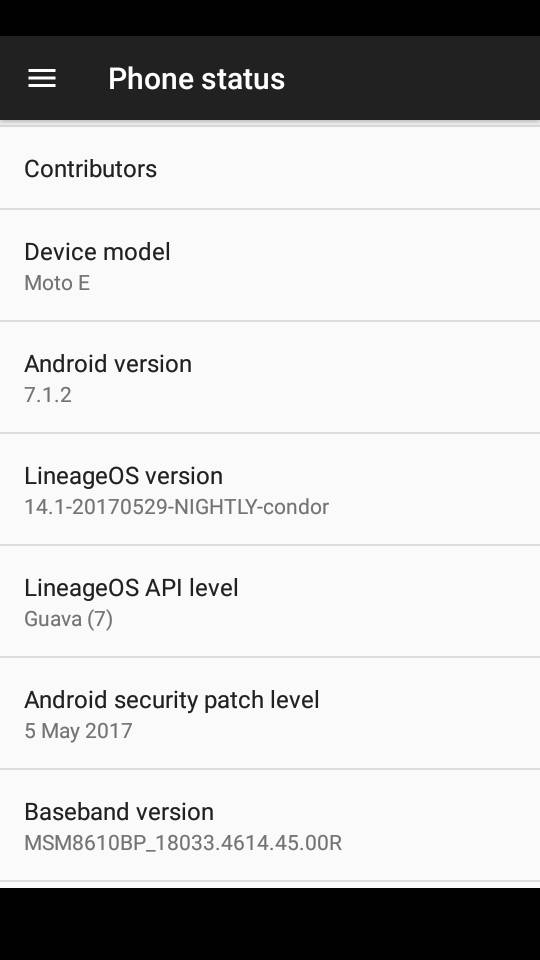 Phone status
Contributors
Device model
Moto E
Android version
7.1.2
LineageOS version
14.1-20170529-NIGHTLY-condor
LineageOS API level
Guava (7)
Android security patch level
5 May 2017
Baseband version
MSM8610BP_18033.4614.45.00R